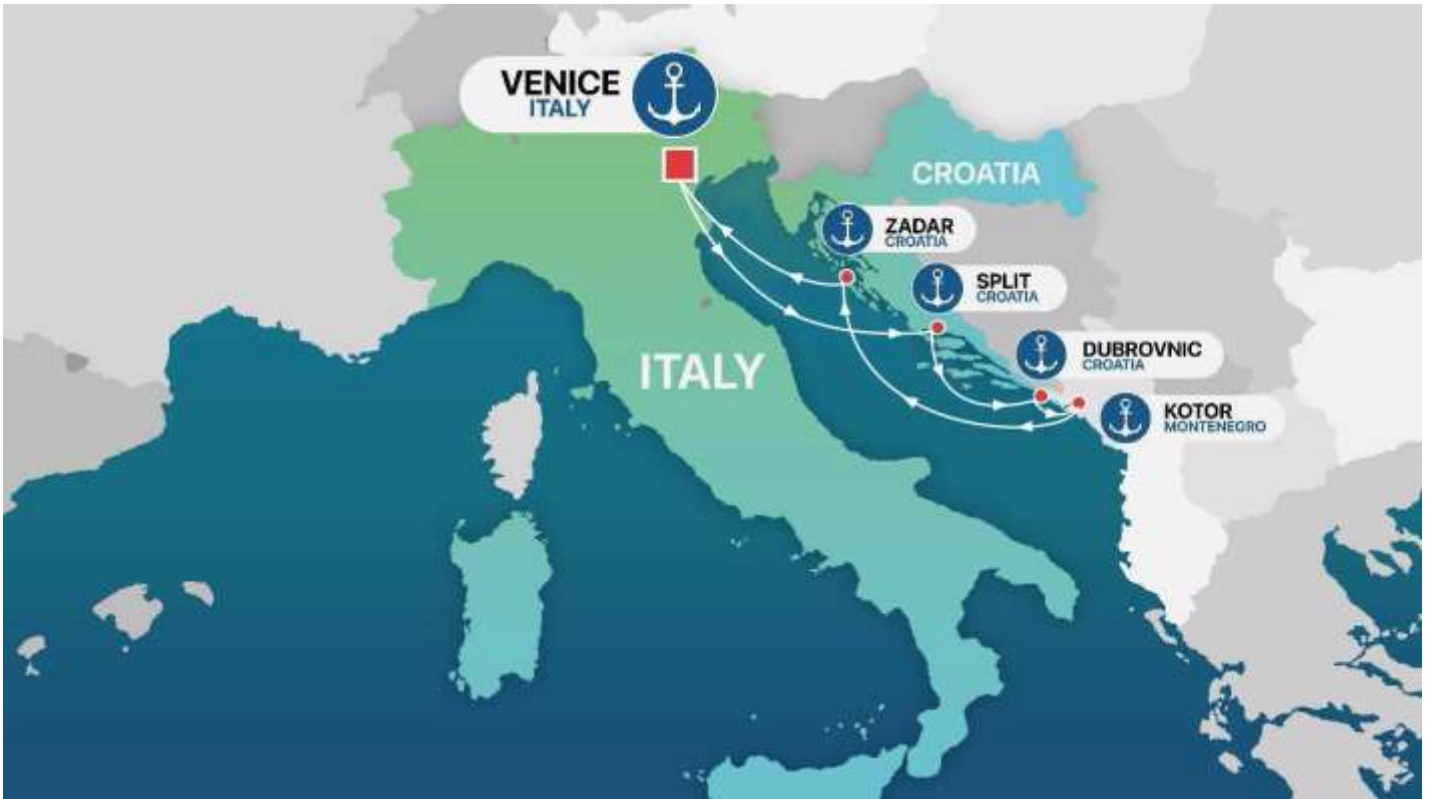 VENICE
ITALY
CROATIA
ZADAR
CROATIA
SPLIT
CROATIA
ITALY
DUBROVNIC
CROATIA
KOTOR
MONTENEGRO